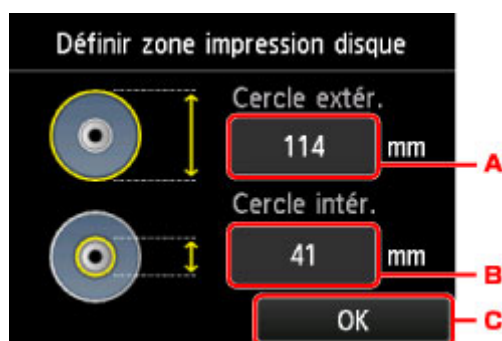 Définir zone impression disque
Cercle extér.
114 mm
A
Cercle intér.
41 mm
B
OK
C